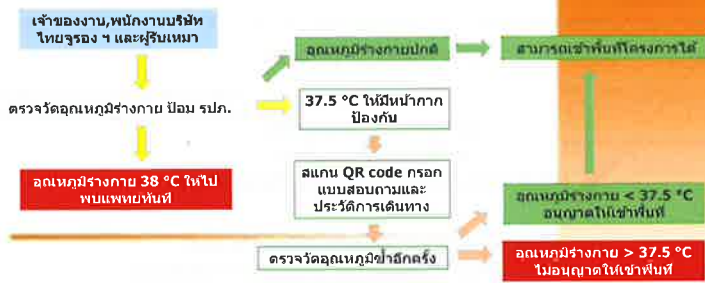 เจ้าของงาน,พนักงานบริษัท
ไทยจูรอง ฯ และผู้รับเหมา
อุณหภูมิร่างกายปกติ
สามารถเข้าพื้นที่โครงการได้
ตรวจวัดอุณหภูมิร่างกาย ป้อม รปภ.
37.5 °C ให้มีหน้ากาก
ป้องกัน
อุณหภูมิร่างกาย 38 °C ให้ไป
พบแพทยทันที
สแกน QR code กรอก
แบบสอบถามและ
ประวัติการเดินทาง
อุณหภูมิร่างกาย < 37.5 °C
อนุญาตให้เข้าพื้นที่
ตรวจวัดอุณหภูมิซ้ำอีกครั้ง
อุณหภูมิร่างกาย > 37.5 °C
ไม่อนุญาตให้เข้าพื้นที่